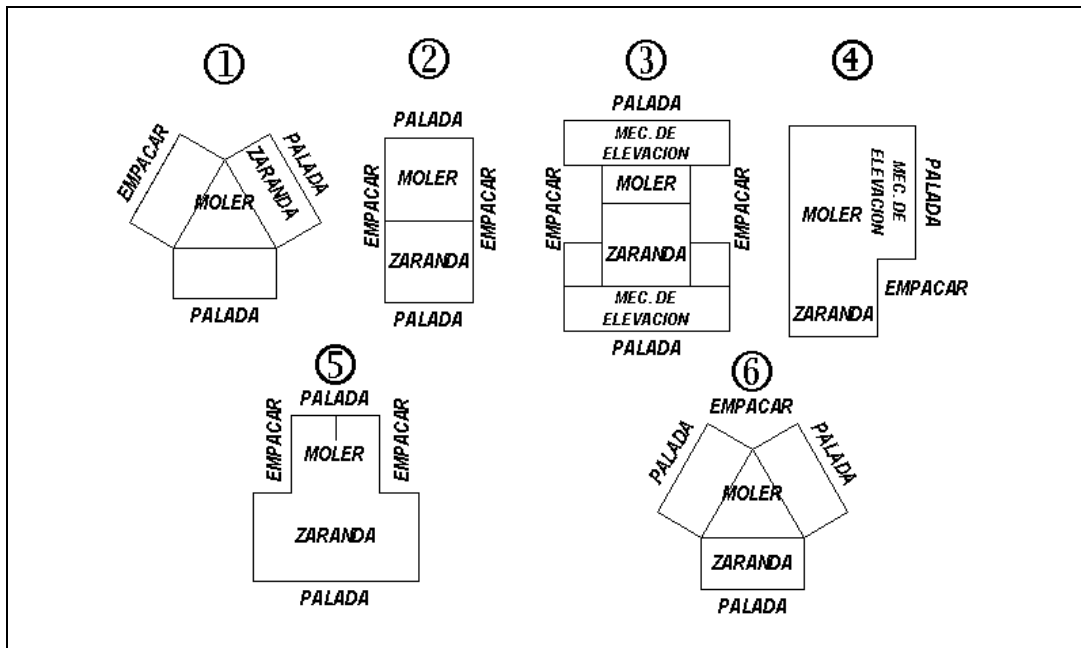 ①
EMPACAR
MOLER
ZARANDA
PALADA
PALADA
②
PALADA
EMPACAR
MOLER
EMPACAR
ZARANDA
PALADA
③
PALADA
MEC. DE
ELEVACION
EMPACAR
MOLER
EMPACAR
ZARANDA
MEC. DE
ELEVACION
PALADA
④
MOLER
MEC. DE
ELEVACION
PALADA
EMPACAR
ZARANDA
⑤
PALADA
EMPACAR
MOLER
EMPACAR
ZARANDA
PALADA
⑥
EMPACAR
PALADA
MOLER
PALADA
ZARANDA
PALADA